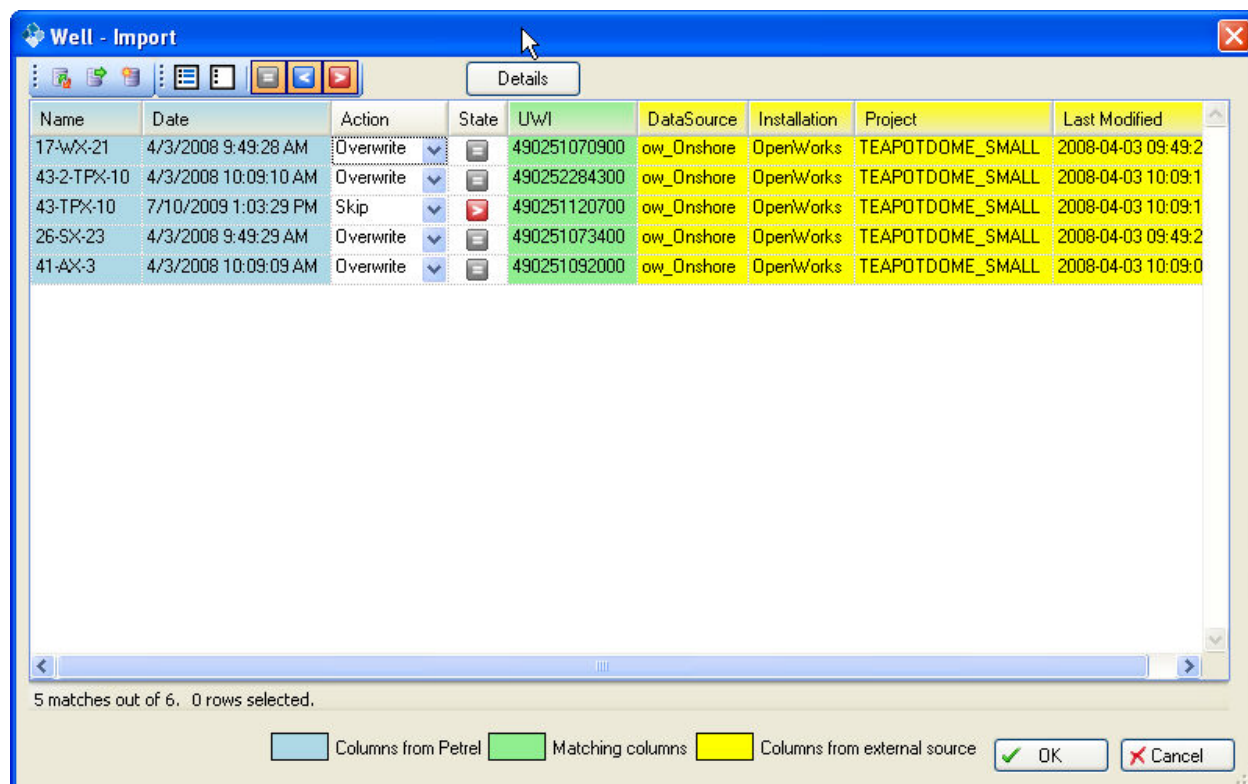 Well - Import
Details
Name Date Action State UWI DataSource Installation Project Last Modified
17-WX-21 4/3/2008 9:49:28 AM Overwrite = 490251070900 ow_Onshore OpenWorks TEAPOTDOME_SMALL 2008-04-03 09:49:2
43-2-TPX-10 4/3/2008 10:09:10 AM Overwrite = 490252284300 ow_Onshore OpenWorks TEAPOTDOME_SMALL 2008-04-03 10:09:1
43-TPX-10 7/10/2009 1:03:29 PM Skip > 490251120700 ow_Onshore OpenWorks TEAPOTDOME_SMALL 2008-04-03 10:09:1
26-SX-23 4/3/2008 9:49:29 AM Overwrite = 490251073400 ow_Onshore OpenWorks TEAPOTDOME_SMALL 2008-04-03 09:49:2
41-AX-3 4/3/2008 10:09:09 AM Overwrite = 490251092000 ow_Onshore OpenWorks TEAPOTDOME_SMALL 2008-04-03 10:09:0
5 matches out of 6. 0 rows selected.
Columns from Petrel Matching columns Columns from external source OK Cancel